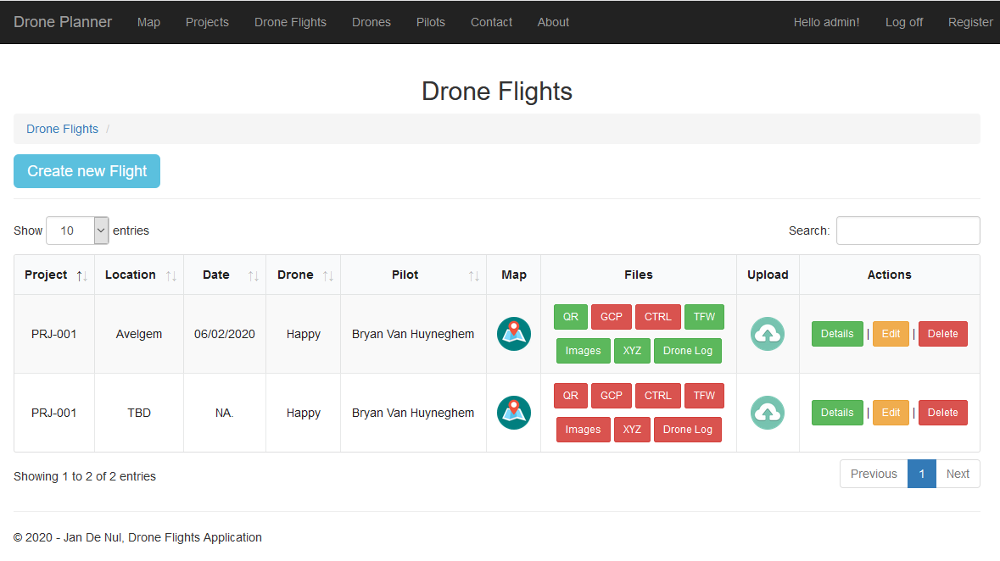 Drone Planner Map Projects Drone Flights Drones Pilots Contact About Hello admin! Log off Register
Drone Flights
Drone Flights /
Create new Flight
Show 10 entries Search:
Project Location Date Drone Pilot Map Files Upload Actions
QR GCP CTRL TFW
PRJ-001 Avelgem 06/02/2020 Happy Bryan Van Huyneghem Details | Edit | Delete
Images XYZ Drone Log
QR GCP CTRL TFW
PRJ-001 TBD NA. Happy Bryan Van Huyneghem Details | Edit | Delete
Images XYZ Drone Log
Showing 1 to 2 of 2 entries Previous 1 Next
© 2020 - Jan De Nul, Drone Flights Application